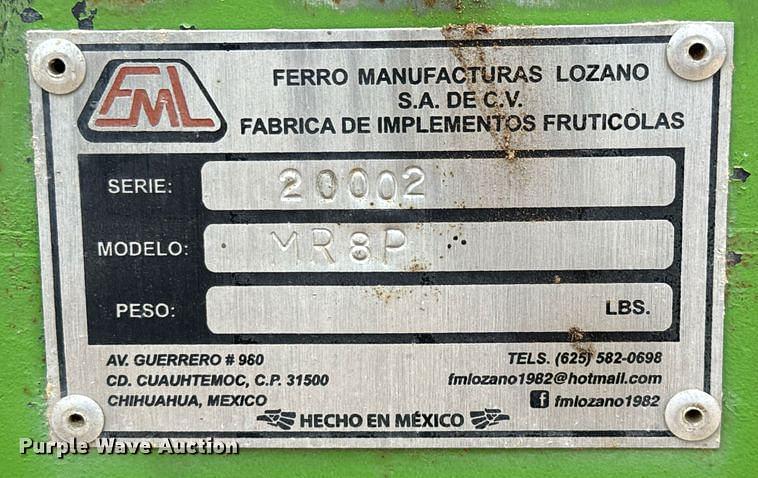 FML
FERRO MANUFACTURAS LOZANO
S.A. DE C.V.
FABRICA DE IMPLEMENTOS FRUTICOLAS
SERIE: 20002
MODELO: MR8P
PESO: LBS.
AV. GUERRERO # 960
CD. CUAUHTEMOC, C.P. 31500
CHIHUAHUA, MEXICO
TELS. (625) 582-0698
fmlozano1982@hotmail.com
fmlozano1982
HECHO EN MÉXICO
Purple Wave Auction